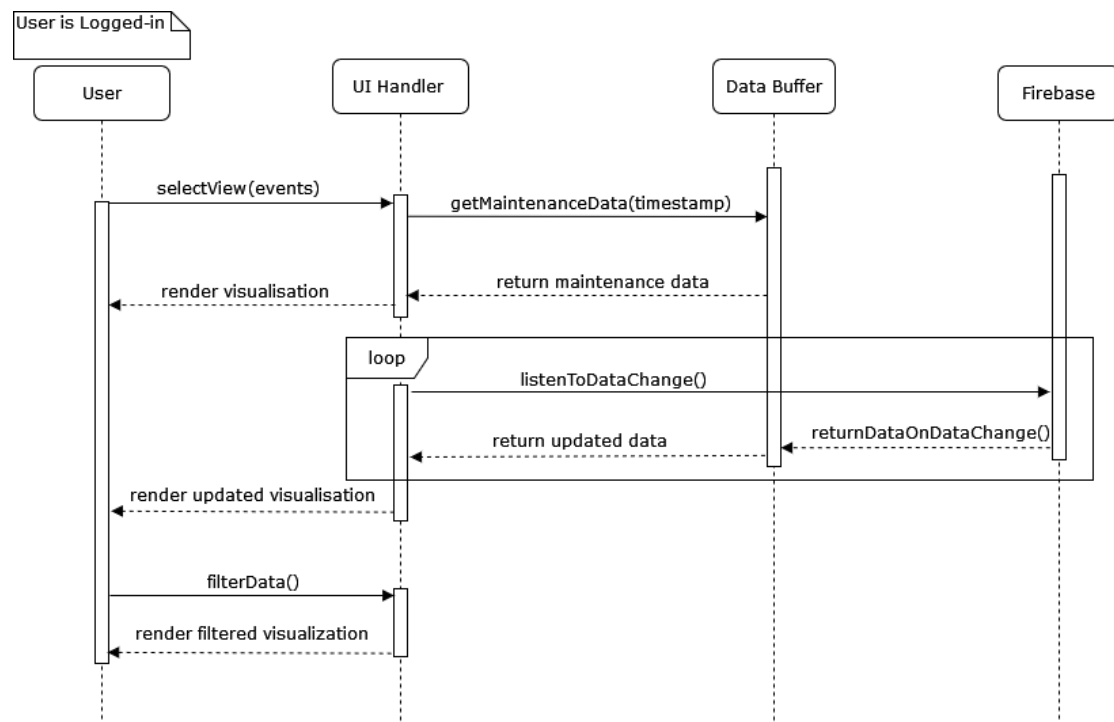 User is Logged-in
User
UI Handler
Data Buffer
Firebase
selectView(events)
getMaintenanceData(timestamp)
return maintenance data
render visualisation
loop
listenToDataChange()
returnDataOnDataChange()
return updated data
render updated visualisation
filterData()
render filtered visualization